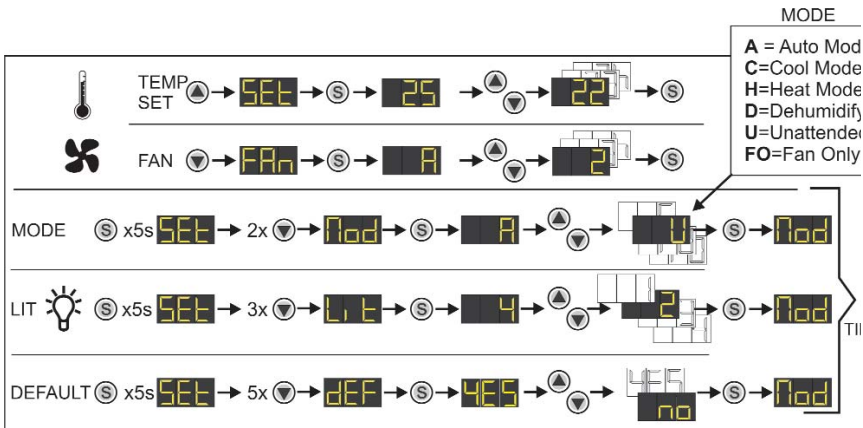 MODE
A = Auto Mod
C=Cool Mode
H=Heat Mode
D=Dehumidify
U=Unattended
FO=Fan Only
TEMP SET SEt S 25 22 S
FAN FAn S A 2 S
MODE S x5s SEt 2x Mod S A U S Mod
LIT S x5s SEt 3x Lit S 4 2 S Mod
TI
DEFAULT S x5s SEt 5x dEF S YES YES no S Mod